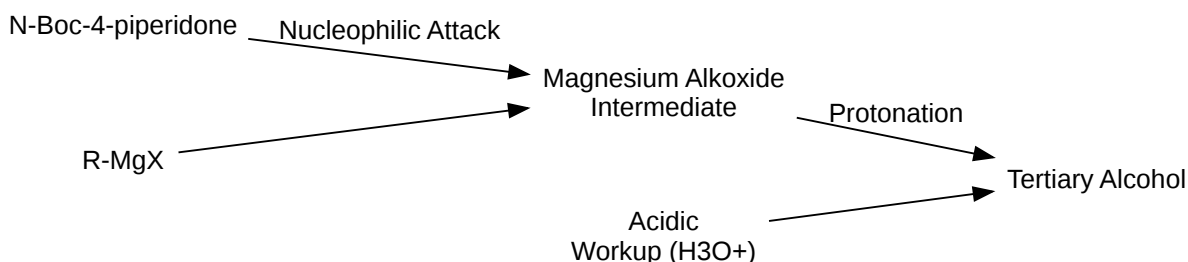 N-Boc-4-piperidone
Nucleophilic Attack
Magnesium Alkoxide
Intermediate
R-MgX
Protonation
Tertiary Alcohol
Acidic
Workup (H3O+)